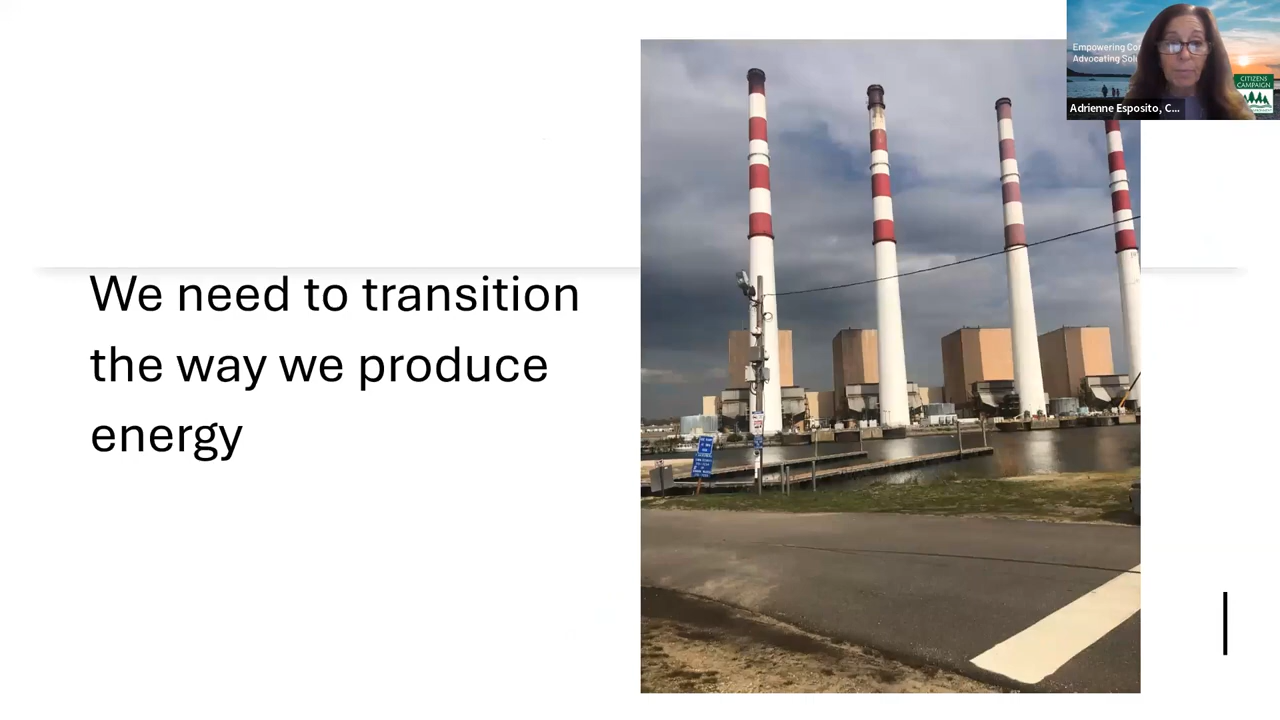 Empowering Co
Advocating Sol
CITIZENS
CAMPAIGN
Adrienne Esposito, C...
We need to transition
the way we produce
energy